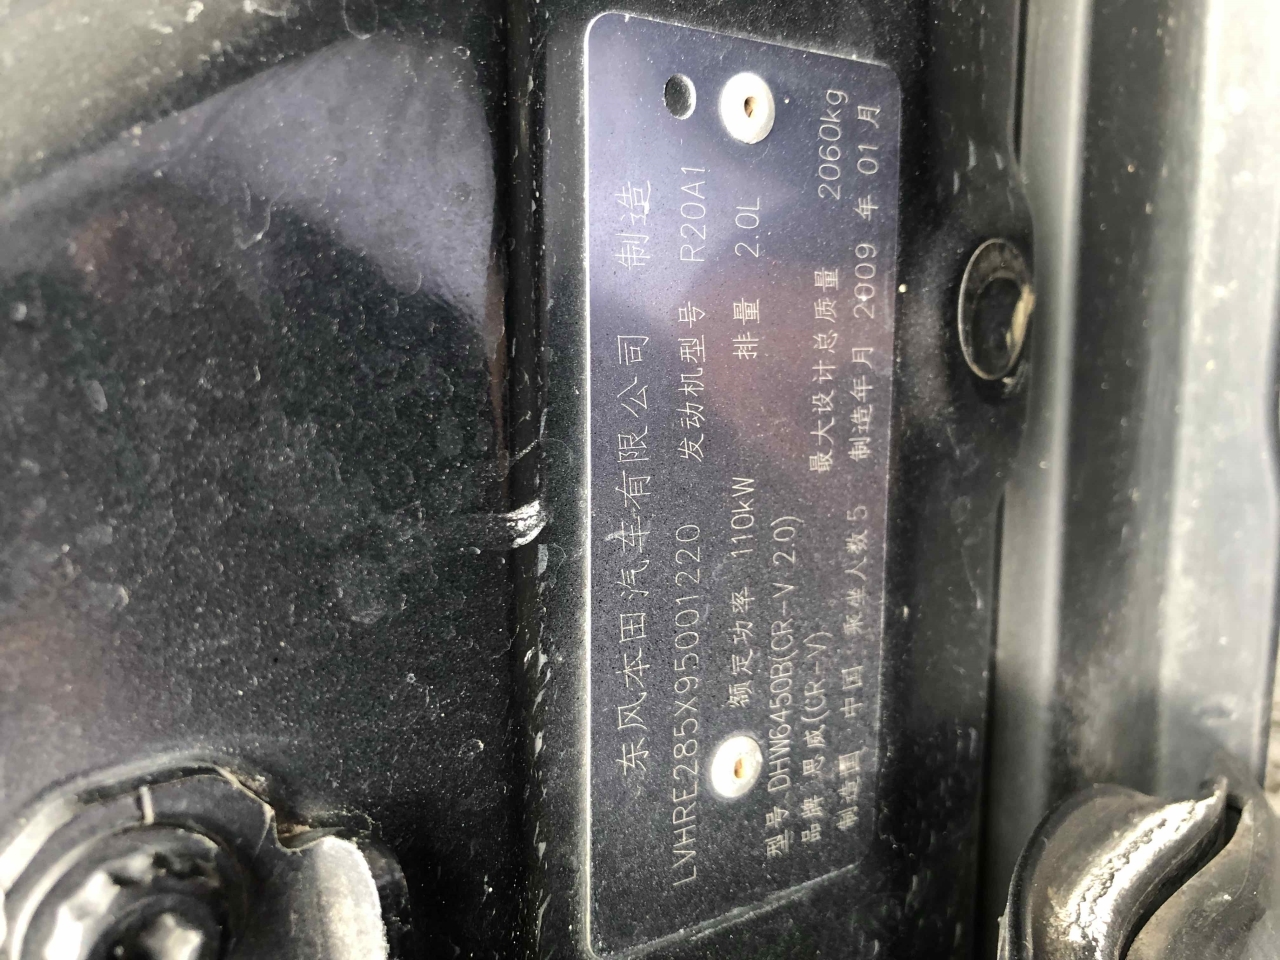 东风本田汽车有限公司 制造
LVHRE285X95001220 发动机型号 R20A1
额定功率 110kW 排量 2.0L
型号 DHW6450B(CR-V 2.0)
品牌 思威(CR-V) 最大设计总质量 2060kg
制造国 中国 乘坐人数 5 制造年月 2009 年 01 月